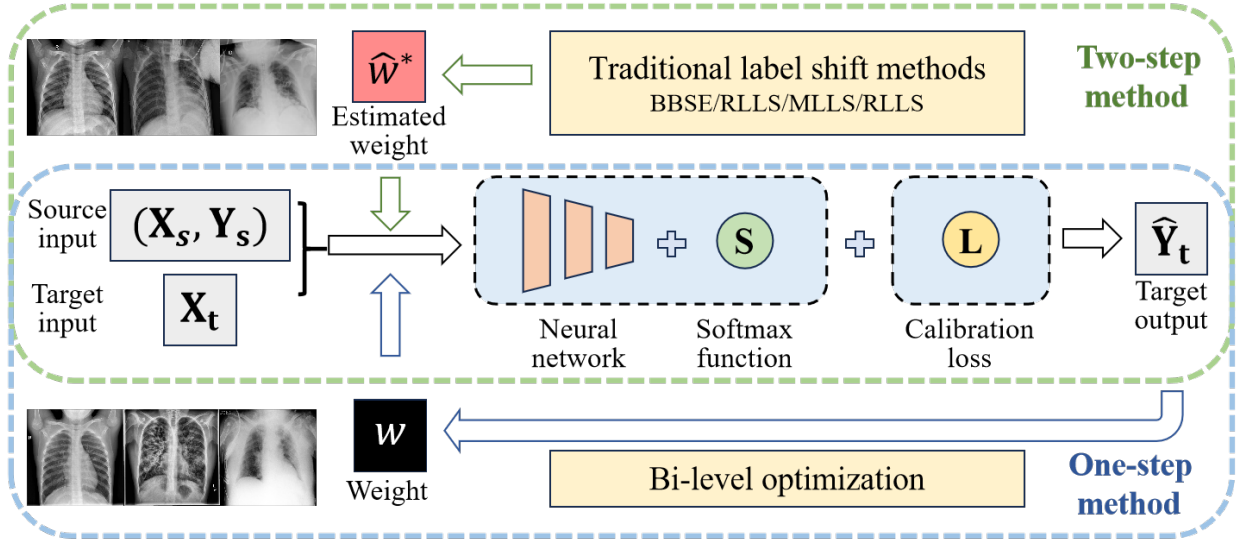 ŵ*
Estimated
weight
Traditional label shift methods
BBSE/RLLS/MLLS/RLLS
Two-step
method
Source
input
(Xₛ, Yₛ)
Target
input
Xₜ
S
L
Neural
network
Softmax
function
Calibration
loss
Ŷₜ
Target
output
w
Weight
Bi-level optimization
One-step
method